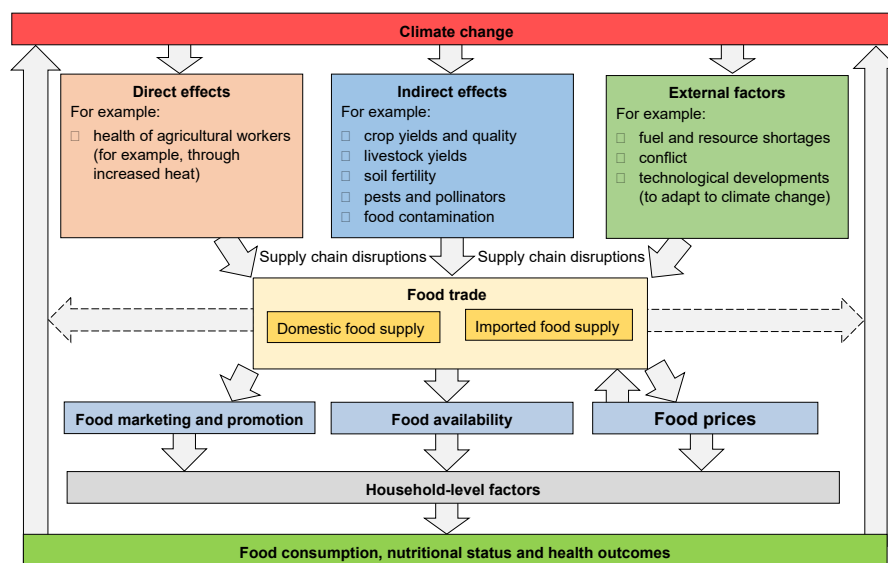 Climate change
Direct effects
For example:
health of agricultural workers
(for example, through
increased heat)
Indirect effects
For example:
crop yields and quality
livestock yields
soil fertility
pests and pollinators
food contamination
External factors
For example:
fuel and resource shortages
conflict
technological developments
(to adapt to climate change)
Supply chain disruptions
Supply chain disruptions
Food trade
Domestic food supply
Imported food supply
Food marketing and promotion
Food availability
Food prices
Household-level factors
Food consumption, nutritional status and health outcomes